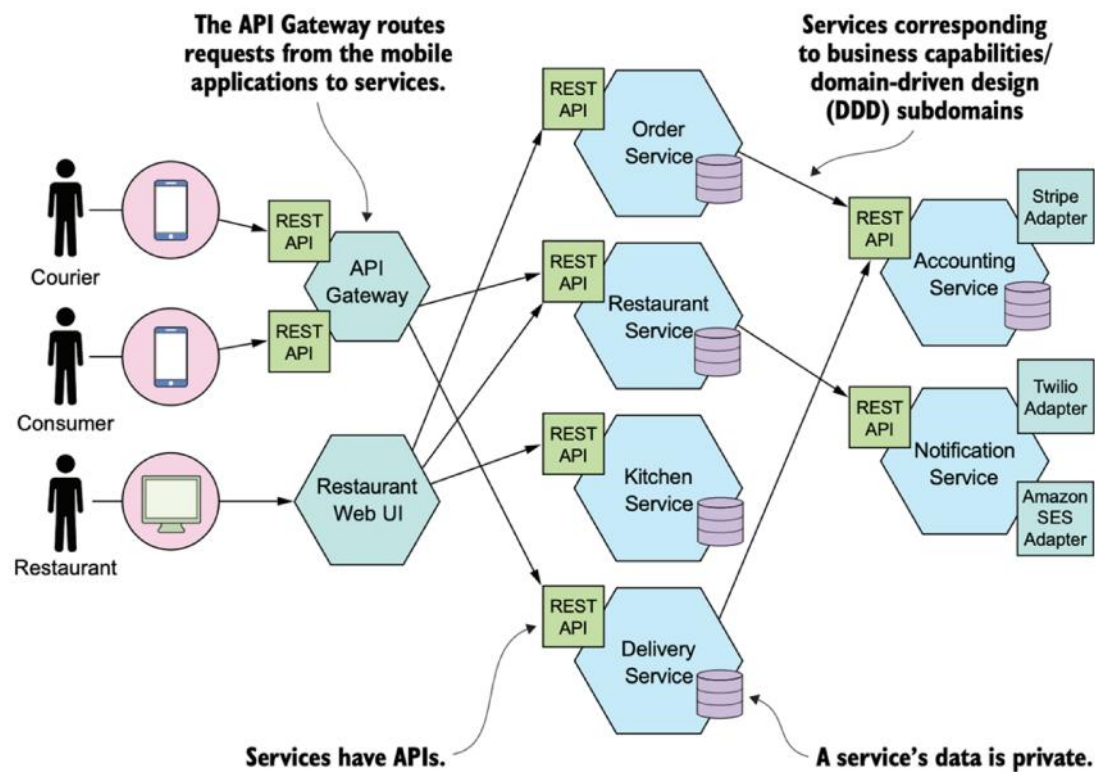 The API Gateway routes
requests from the mobile
applications to services.
Services corresponding
to business capabilities/
domain-driven design
(DDD) subdomains
REST
API
Order
Service
Courier
REST
API
API
Gateway
REST
API
Consumer
REST
API
Restaurant
Service
REST
API
Accounting
Service
Stripe
Adapter
Restaurant
Restaurant
Web UI
REST
API
Kitchen
Service
REST
API
Notification
Service
Twilio
Adapter
Amazon
SES
Adapter
REST
API
Delivery
Service
Services have APIs.
A service's data is private.